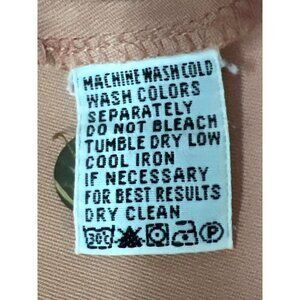 MACHINE WASH COLD
WASH COLORS
SEPARATELY
DO NOT BLEACH
TUMBLE DRY LOW
COOL IRON
IF NECESSARY
FOR BEST RESULTS
DRY CLEAN
30C P